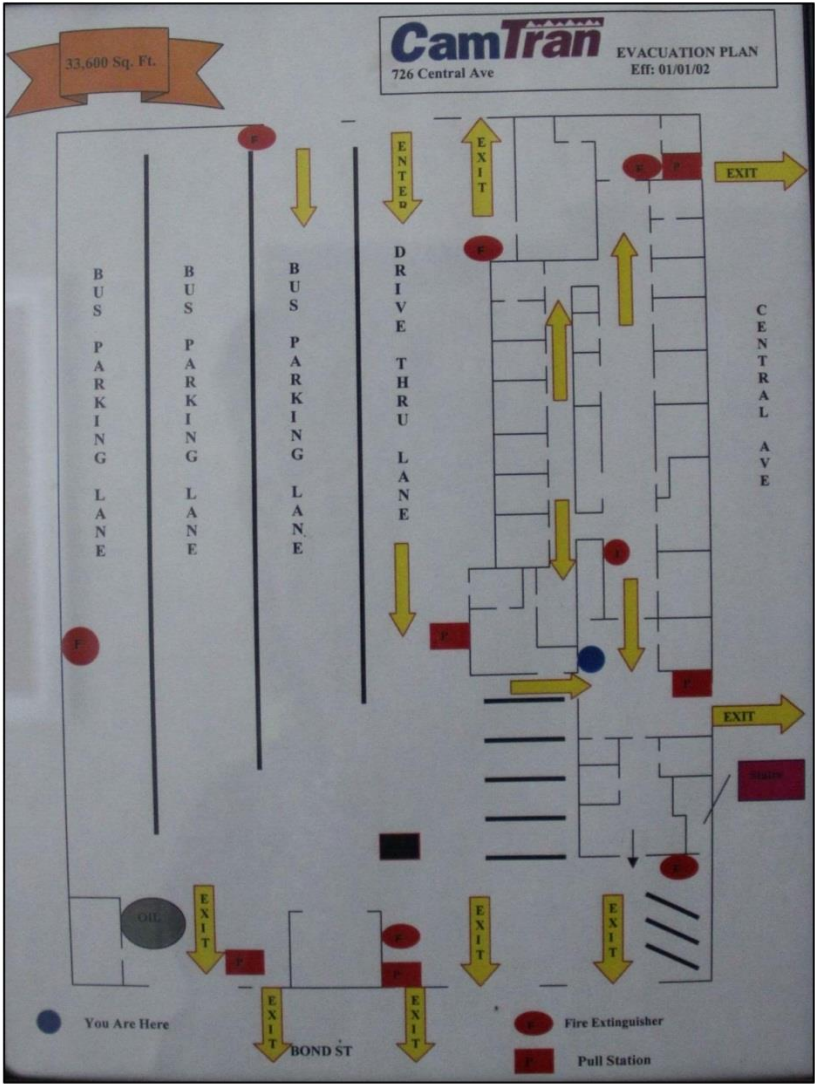 33,600 Sq. Ft.
CamTran
726 Central Ave
EVACUATION PLAN
Eff: 01/01/02
F
ENTER
EXIT
F
P
EXIT
F
BUS PARKING LANE
BUS PARKING LANE
BUS PARKING LANE
DRIVE THRU LANE
CENTRAL AVE
F
F
P
P
EXIT
Stairs
F
OIL
EXIT
P
F
P
EXIT
EXIT
EXIT
EXIT
You Are Here
BOND ST
F
Fire Extinguisher
P
Pull Station